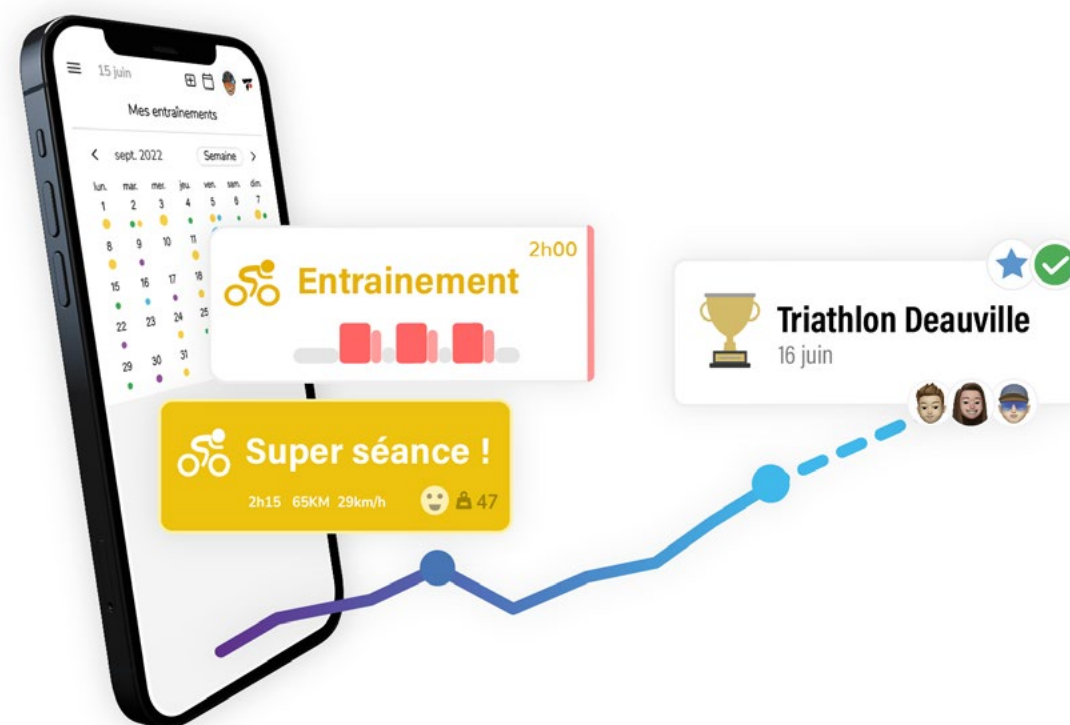 15 juin
Mes entraînements
sept. 2022
Semaine
lun. mar. mer. jeu. ven. sam. dim.
1 2 3 4 5 6 7
8 9 10 11
15 16 17 18
22 23 24 25
29 30 31
2h00
Entrainement
Super séance !
2h15 65KM 29km/h 47
Triathlon Deauville
16 juin